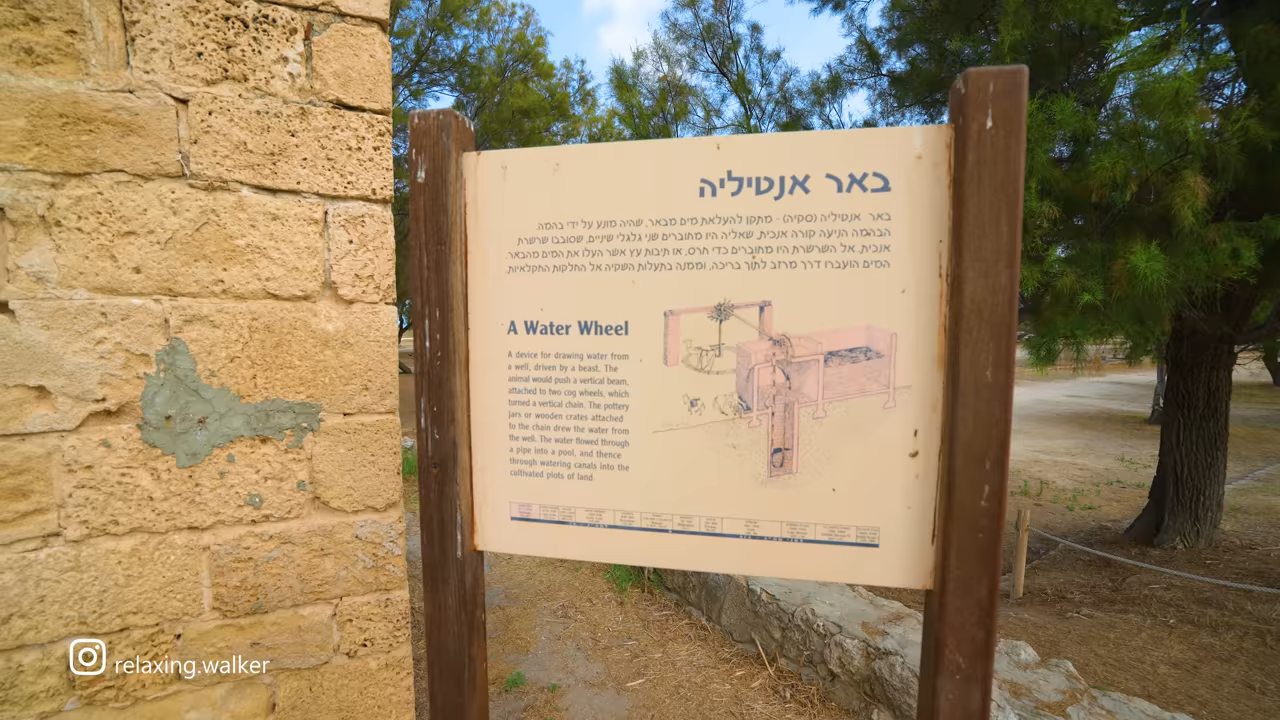 באר אנטיליה
באר אנטיליה (סקיה) - מתקן להעלאת מים מבאר, שהיה מונע על ידי בהמה.
הבהמה הניעה קורה אנכית, שאליה היו מחוברים שני גלגלי שיניים, שסובבו שרשרת
אנכית. אל השרשרת היו מחוברים כדי חרס, או תיבות עץ אשר העלו את המים מהבאר.
המים הועברו דרך מרזב לתוך בריכה, וממנה בתעלות השקיה אל החלקות החקלאיות.
A Water Wheel
A device for drawing water from
a well, driven by a beast. The
animal would push a vertical beam,
attached to two cog wheels, which
turned a vertical chain. The pottery
jars or wooden crates attached
to the chain drew the water from
the well. The water flowed through
a pipe into a pool, and thence
through watering canals into the
cultivated plots of land
relaxing.walker